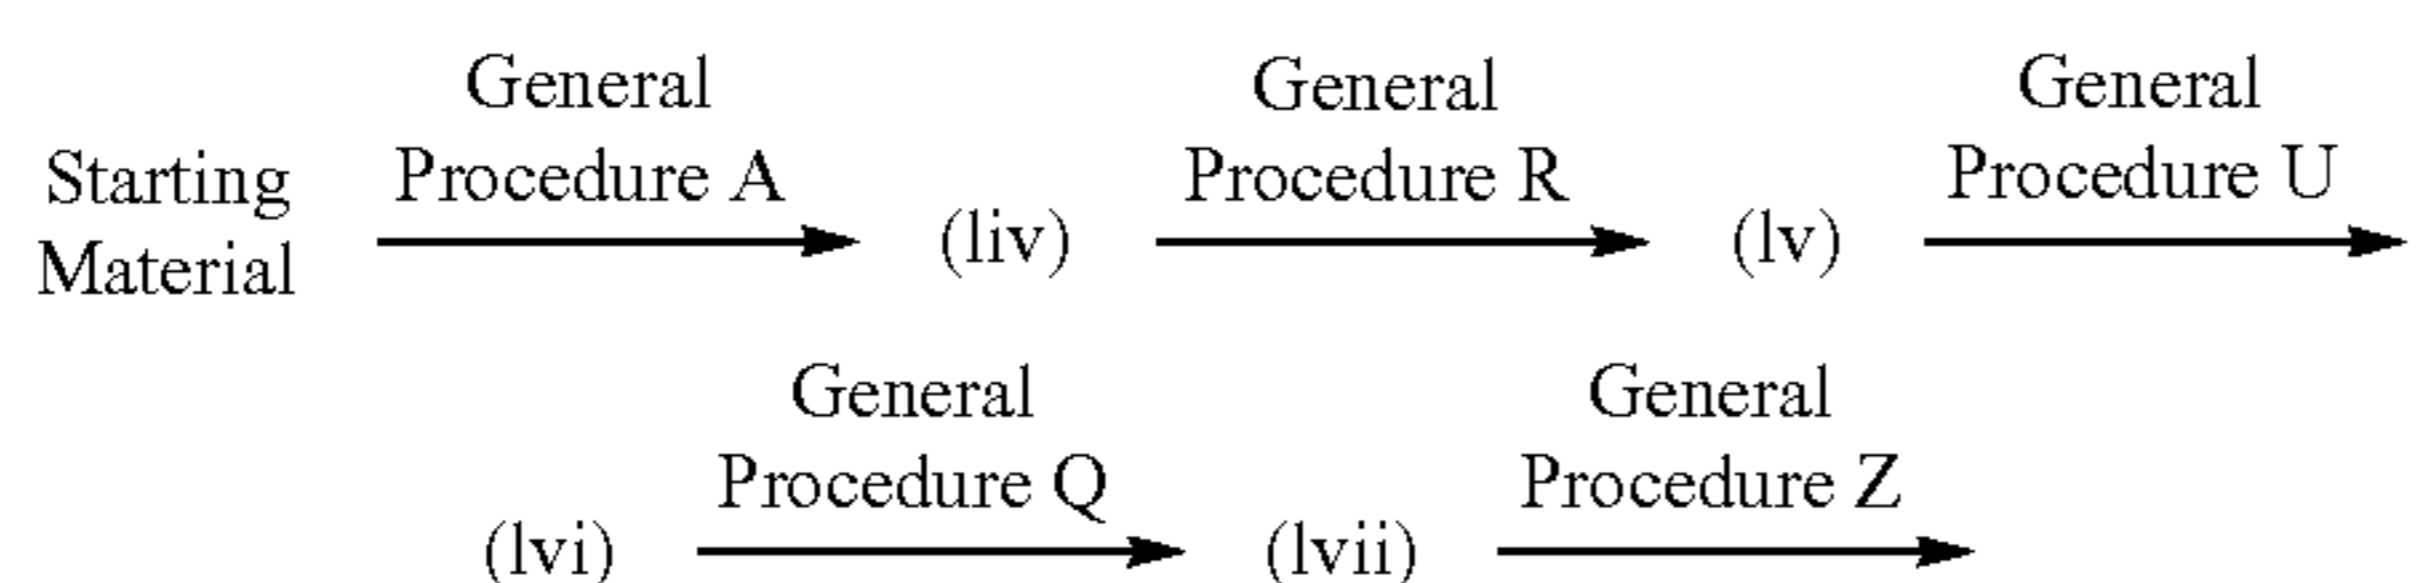 General
Procedure A
General
Procedure R
General
Procedure U
Starting
Material
(liv)
(lv)
General
Procedure Q
General
Procedure Z
(lvi)
(lvii)